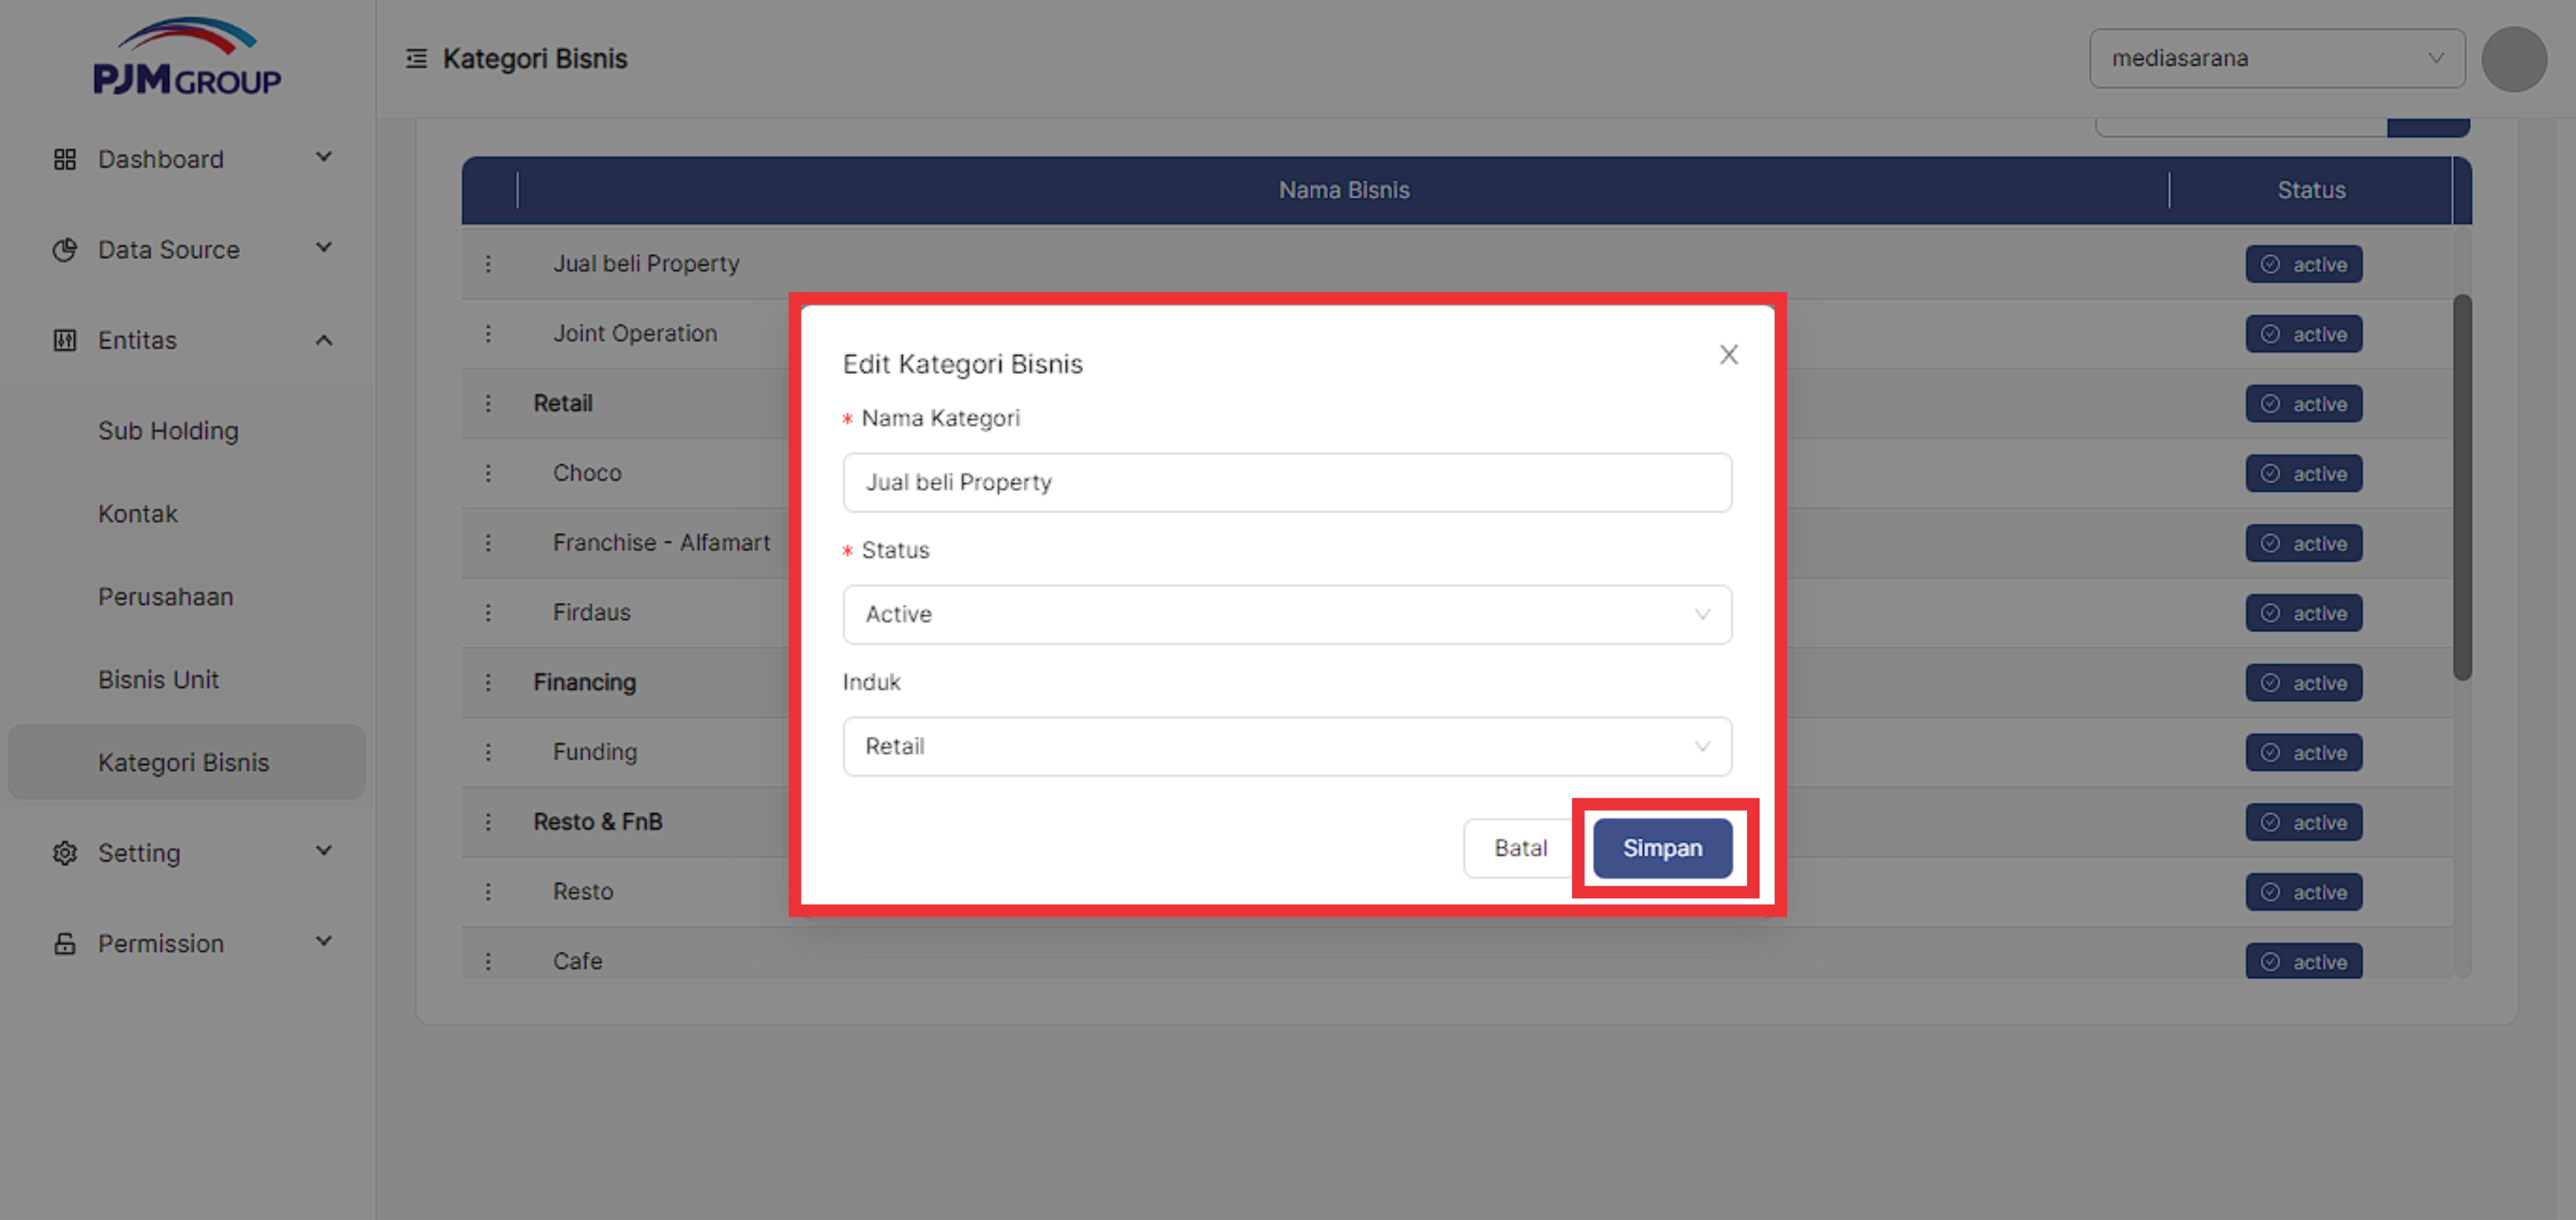 PJM GROUP
Dashboard
Data Source
Entitas
Sub Holding
Kontak
Perusahaan
Bisnis Unit
Kategori Bisnis
Setting
Permission
Kategori Bisnis
mediasarana
Nama Bisnis Status
Jual beli Property active
Joint Operation active
Retail active
Choco active
Franchise - Alfamart active
Firdaus active
Financing active
Funding active
Resto & FnB active
Resto active
Cafe active
Edit Kategori Bisnis
* Nama Kategori
Jual beli Property
* Status
Active
Induk
Retail
Batal Simpan